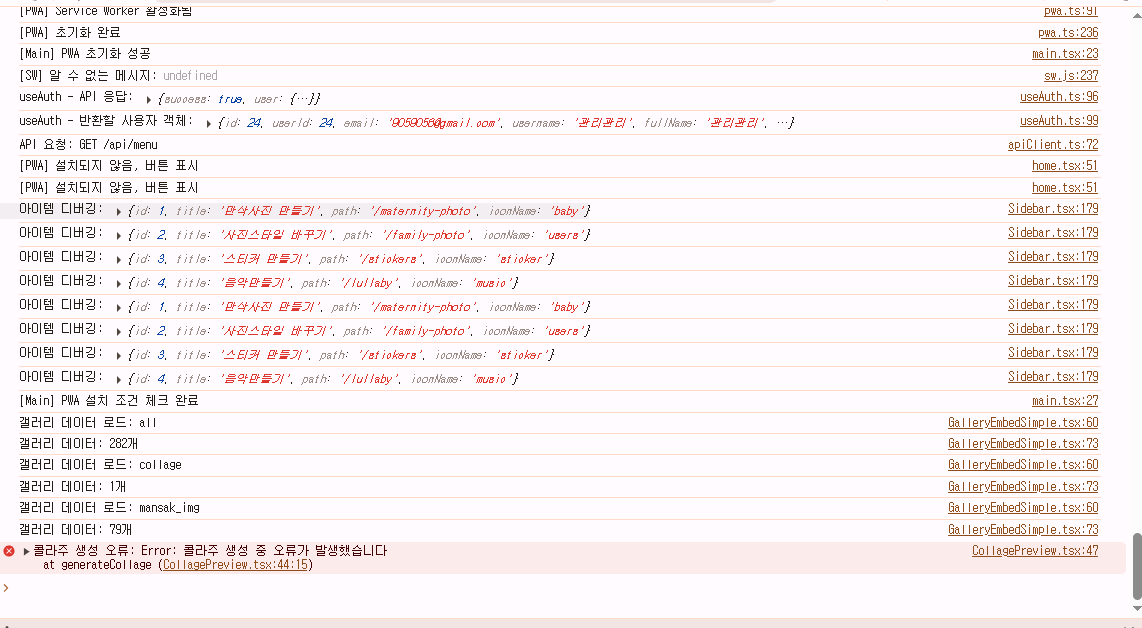 [PWA] Service Worker 활성화됨 pwa.ts:91
[PWA] 초기화 완료 pwa.ts:236
[Main] PWA 초기화 성공 main.tsx:23
[SW] 알 수 없는 메시지: undefined sw.js:237
useAuth - API 응답: ▶ {success: true, user: {…}} useAuth.ts:96
useAuth - 반환할 사용자 객체: ▶ {id: 24, userId: 24, email: '9059056@gmail.com', username: '관리관리', fullName: '관리관리', …} useAuth.ts:99
API 요청: GET /api/menu apiClient.ts:72
[PWA] 설치되지 않음, 버튼 표시 home.tsx:51
[PWA] 설치되지 않음, 버튼 표시 home.tsx:51
아이템 디버깅: ▶ {id: 1, title: '만삭사진 만들기', path: '/maternity-photo', iconName: 'baby'} Sidebar.tsx:179
아이템 디버깅: ▶ {id: 2, title: '사진스타일 바꾸기', path: '/family-photo', iconName: 'users'} Sidebar.tsx:179
아이템 디버깅: ▶ {id: 3, title: '스티커 만들기', path: '/stickers', iconName: 'sticker'} Sidebar.tsx:179
아이템 디버깅: ▶ {id: 4, title: '음악만들기', path: '/lullaby', iconName: 'music'} Sidebar.tsx:179
아이템 디버깅: ▶ {id: 1, title: '만삭사진 만들기', path: '/maternity-photo', iconName: 'baby'} Sidebar.tsx:179
아이템 디버깅: ▶ {id: 2, title: '사진스타일 바꾸기', path: '/family-photo', iconName: 'users'} Sidebar.tsx:179
아이템 디버깅: ▶ {id: 3, title: '스티커 만들기', path: '/stickers', iconName: 'sticker'} Sidebar.tsx:179
아이템 디버깅: ▶ {id: 4, title: '음악만들기', path: '/lullaby', iconName: 'music'} Sidebar.tsx:179
[Main] PWA 설치 조건 체크 완료 main.tsx:27
갤러리 데이터 로드: all GalleryEmbedSimple.tsx:60
갤러리 데이터: 282개 GalleryEmbedSimple.tsx:73
갤러리 데이터 로드: collage GalleryEmbedSimple.tsx:60
갤러리 데이터: 1개 GalleryEmbedSimple.tsx:73
갤러리 데이터 로드: mansak_img GalleryEmbedSimple.tsx:60
갤러리 데이터: 79개 GalleryEmbedSimple.tsx:73
▶ 콜라주 생성 오류: Error: 콜라주 생성 중 오류가 발생했습니다 CollagePreview.tsx:47
at generateCollage (CollagePreview.tsx:44:15)